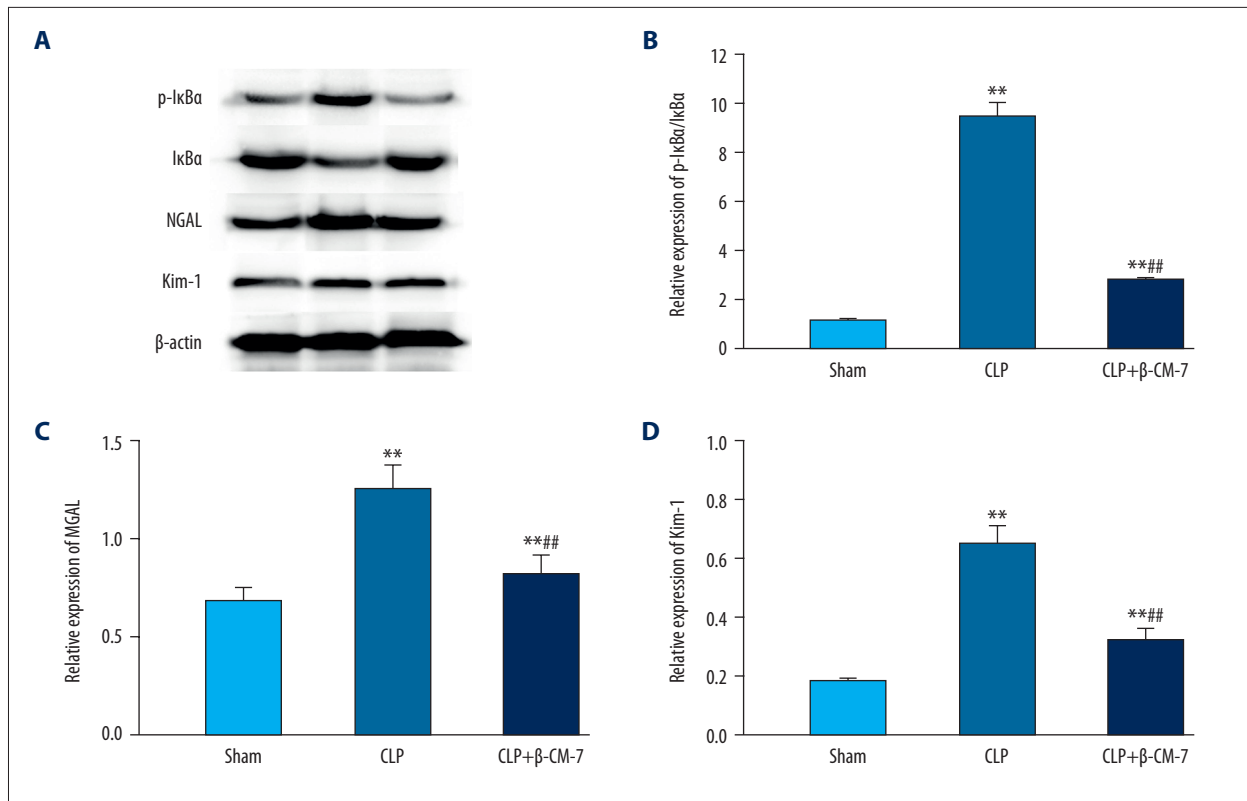 A
p-IκBα
IκBα
NGAL
Kim-1
β-actin
B
Relative expression of p-IκBα/IκBα
12
10
8
6
4
2
0
**
**##
Sham
CLP
CLP+β-CM-7
C
Relative expression of MGAL
1.5
1.0
0.5
0.0
**
**##
Sham
CLP
CLP+β-CM-7
D
Relative expression of Kim-1
1.0
0.8
0.6
0.4
0.2
0.0
**
**##
Sham
CLP
CLP+β-CM-7